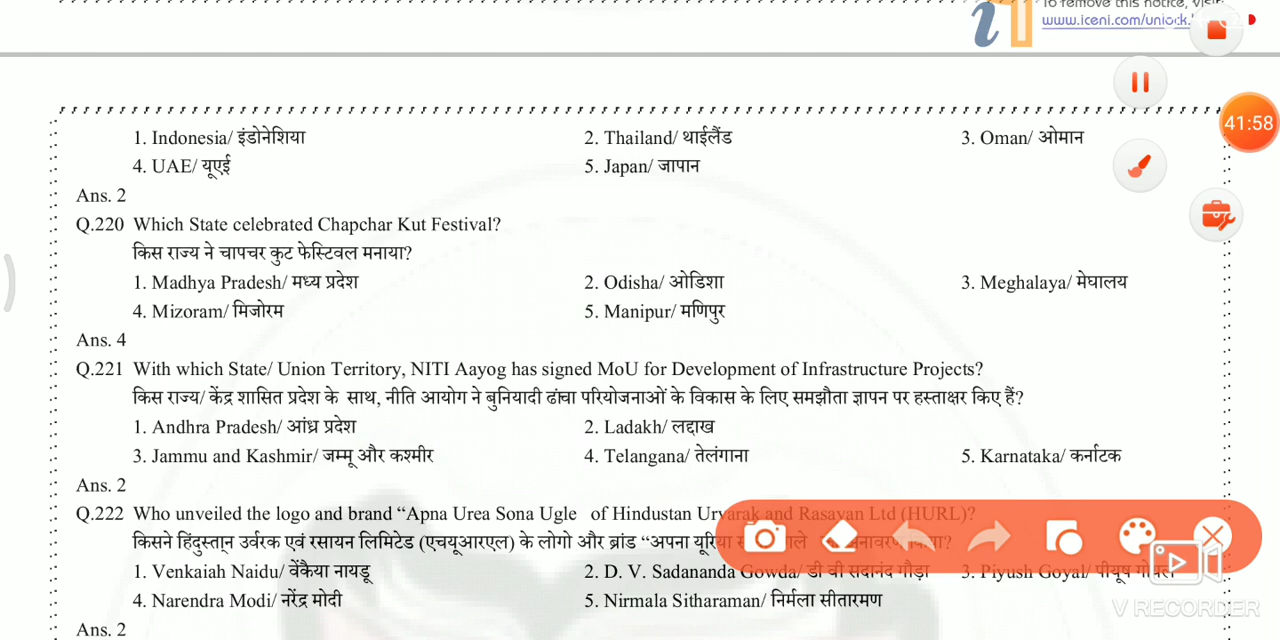 To remove this notice, visit:
www.iceni.com/unlock.
41:58
1. Indonesia/ इंडोनेशिया 2. Thailand/ थाईलैंड 3. Oman/ ओमान
4. UAE/ यूएई 5. Japan/ जापान
Ans. 2
Q.220 Which State celebrated Chapchar Kut Festival?
किस राज्य ने चापचर कुट फेस्टिवल मनाया?
1. Madhya Pradesh/ मध्य प्रदेश 2. Odisha/ ओडिशा 3. Meghalaya/ मेघालय
4. Mizoram/ मिजोरम 5. Manipur/ मणिपुर
Ans. 4
Q.221 With which State/ Union Territory, NITI Aayog has signed MoU for Development of Infrastructure Projects?
किस राज्य/ केंद्र शासित प्रदेश के साथ, नीति आयोग ने बुनियादी ढांचा परियोजनाओं के विकास के लिए समझौता ज्ञापन पर हस्ताक्षर किए हैं?
1. Andhra Pradesh/ आंध्र प्रदेश 2. Ladakh/ लद्दाख
3. Jammu and Kashmir/ जम्मू और कश्मीर 4. Telangana/ तेलंगाना 5. Karnataka/ कर्नाटक
Ans. 2
Q.222 Who unveiled the logo and brand “Apna Urea Sona Ugle of Hindustan Urvarak and Rasayan Ltd (HURL)?
किसने हिंदुस्तान उर्वरक एवं रसायन लिमिटेड (एचयूआरएल) के लोगो और ब्रांड “अपना यूरिया
1. Venkaiah Naidu/ वेंकैया नायडू 2. D. V. Sadananda Gowda/ डी वी सदानंद गौड़ा 3. Piyush Goyal/ पीयूष गोयल
4. Narendra Modi/ नरेंद्र मोदी 5. Nirmala Sitharaman/ निर्मला सीतारमण
V RECORDER
Ans. 2